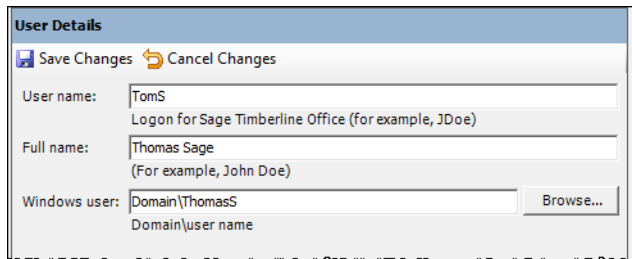 User Details
Save Changes Cancel Changes
User name: TomS
Logon for Sage Timberline Office (for example, JDoe)
Full name: Thomas Sage
(For example, John Doe)
Windows user: Domain\ThomasS Browse...
Domain\user name